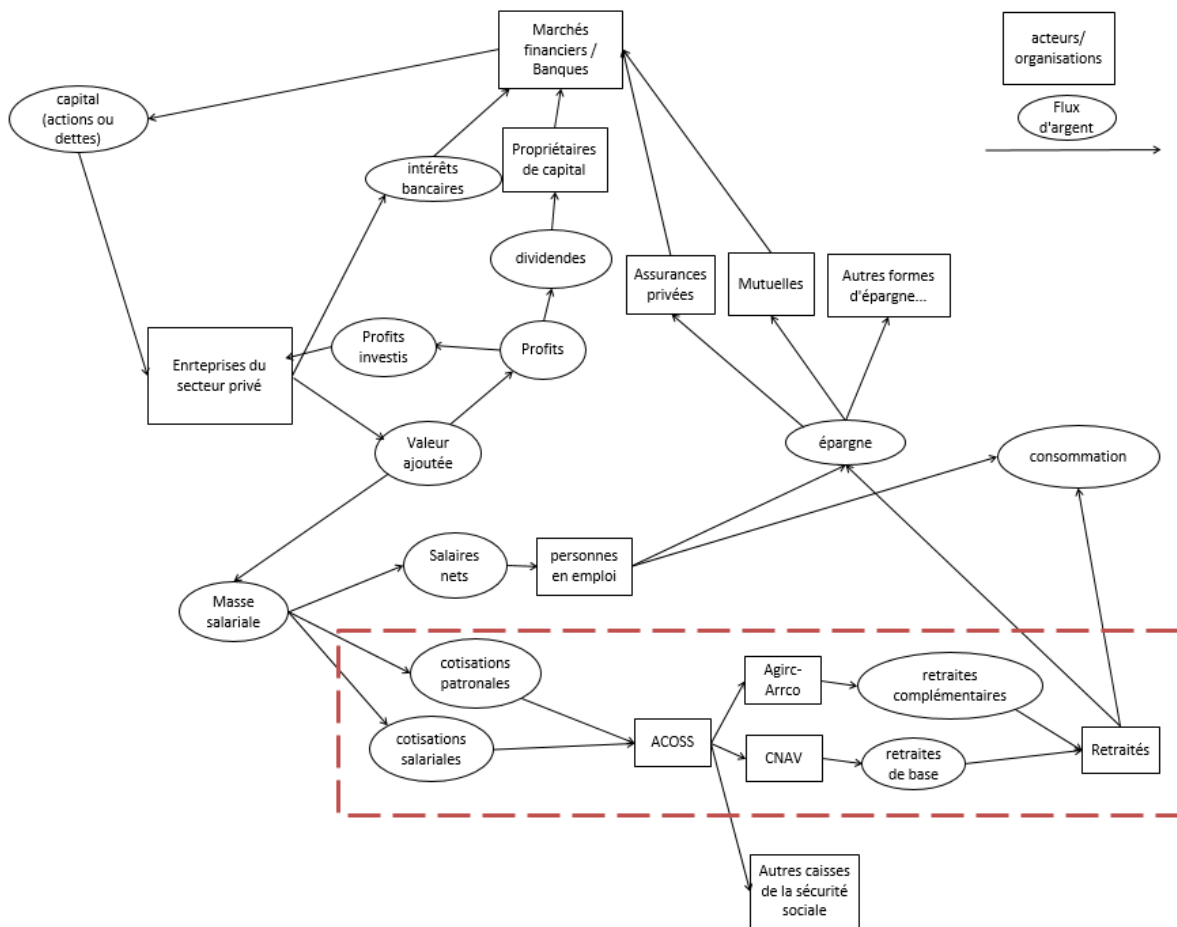 Marchés
financiers /
Banques
acteurs/
organisations
Flux
d'argent
capital
(actions ou
dettes)
intérêts
bancaires
Propriétaires
de capital
dividendes
Assurances
privées
Mutuelles
Autres formes
d'épargne...
Enrteprises du
secteur privé
Profits
investis
Profits
Valeur
ajoutée
épargne
consommation
Salaires
nets
personnes
en emploi
Masse
salariale
cotisations
patronales
Agirc-
Arrco
retraites
complémentaires
cotisations
salariales
ACOSS
CNAV
retraites
de base
Retraités
Autres caisses
de la sécurité
sociale